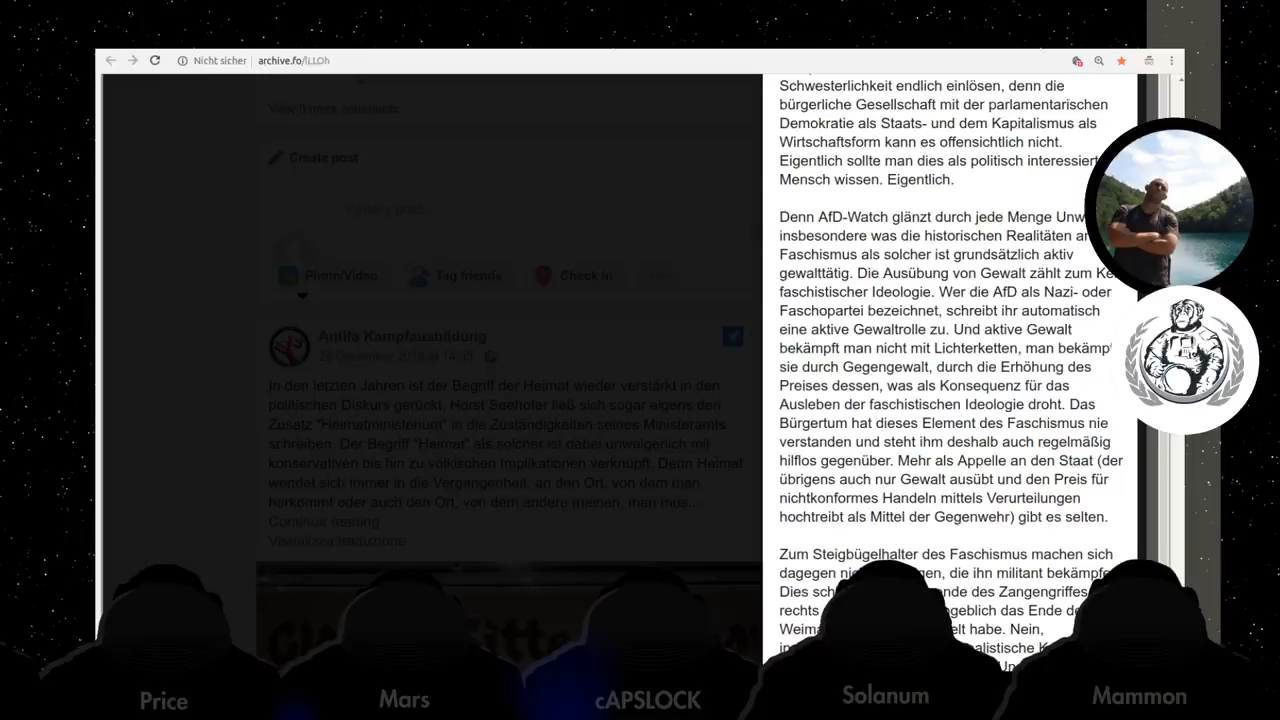 Nicht sicher archive.fo/lLLOh
View 9 more comments
Create post
Write a post...
Photo/Video Tag friends Check in
Antifa Kampfausbildung
In den letzten Jahren ist der Begriff der Heimat wieder verstärkt in den
politischen Diskurs gerückt, Horst Seehofer ließ sich sogar eigens den
Zusatz "Heimatministerium" in die Zuständigkeiten seines Ministeramts
schreiben. Der Begriff "Heimat" als solcher ist dabei unweigerlich mit
konservativen bis hin zu völkischen Implikationen verknüpft. Denn Heimat
wendet sich immer in die Vergangenheit, an den Ort, von dem man
herkommt oder auch den Ort, von dem andere meinen, man mus...
Continue reading
Visualizza traduzione
Schwesterlichkeit endlich einlösen, denn die
bürgerliche Gesellschaft mit der parlamentarischen
Demokratie als Staats- und dem Kapitalismus als
Wirtschaftsform kann es offensichtlich nicht.
Eigentlich sollte man dies als politisch interessiert
Mensch wissen. Eigentlich.
Denn AfD-Watch glänzt durch jede Menge Unw
insbesondere was die historischen Realitäten an
Faschismus als solcher ist grundsätzlich aktiv
gewalttätig. Die Ausübung von Gewalt zählt zum Ke
faschistischer Ideologie. Wer die AfD als Nazi- oder
Faschopartei bezeichnet, schreibt ihr automatisch
eine aktive Gewaltrolle zu. Und aktive Gewalt
bekämpft man nicht mit Lichterketten, man bekämpf
sie durch Gegengewalt, durch die Erhöhung des
Preises dessen, was als Konsequenz für das
Ausleben der faschistischen Ideologie droht. Das
Bürgertum hat dieses Element des Faschismus nie
verstanden und steht ihm deshalb auch regelmäßig
hilflos gegenüber. Mehr als Appelle an den Staat (der
übrigens auch nur Gewalt ausübt und den Preis für
nichtkonformes Handeln mittels Verurteilungen
hochtreibt als Mittel der Gegenwehr) gibt es selten.
Zum Steigbügelhalter des Faschismus machen sich
dagegen die ihn militant bekämpfe
Dies des Zangengriffes
rechts das Ende de
habe. Nein,
Price Mars cAPSLOCK Solanum Mammon